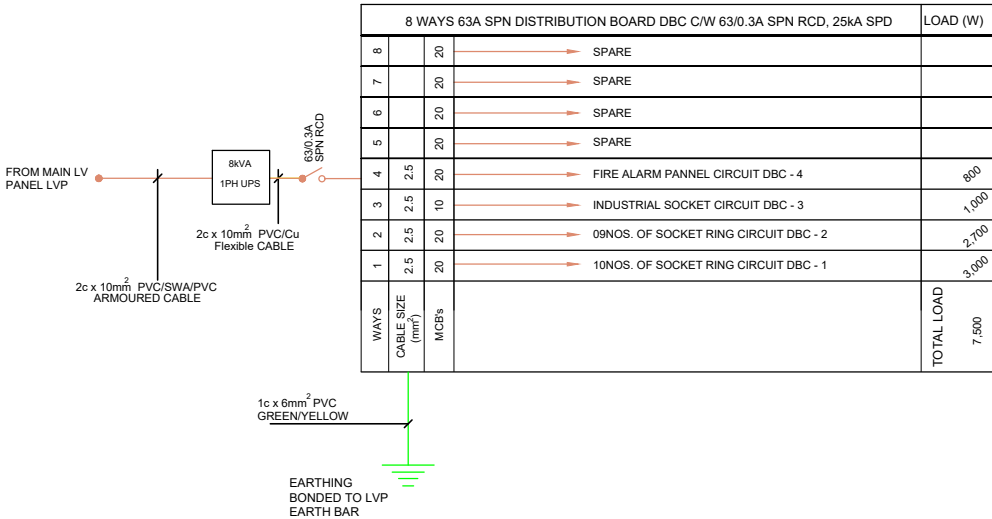 8 WAYS 63A SPN DISTRIBUTION BOARD DBC C/W 63/0.3A SPN RCD, 25kA SPD LOAD (W)
8 20 SPARE
7 20 SPARE
6 20 SPARE
5 20 SPARE
4 2.5 20 FIRE ALARM PANNEL CIRCUIT DBC - 4 800
3 2.5 10 INDUSTRIAL SOCKET CIRCUIT DBC - 3 1,000
2 2.5 20 09NOS. OF SOCKET RING CIRCUIT DBC - 2 2,700
1 2.5 20 10NOS. OF SOCKET RING CIRCUIT DBC - 1 3,000
WAYS
CABLE SIZE
(mm²)
MCB's
TOTAL LOAD
7,500
63/0.3A
SPN RCD
FROM MAIN LV
PANEL LVP
8kVA
1PH UPS
2c x 10mm² PVC/Cu
Flexible CABLE
2c x 10mm² PVC/SWA/PVC
ARMOURED CABLE
1c x 6mm² PVC
GREEN/YELLOW
EARTHING
BONDED TO LVP
EARTH BAR